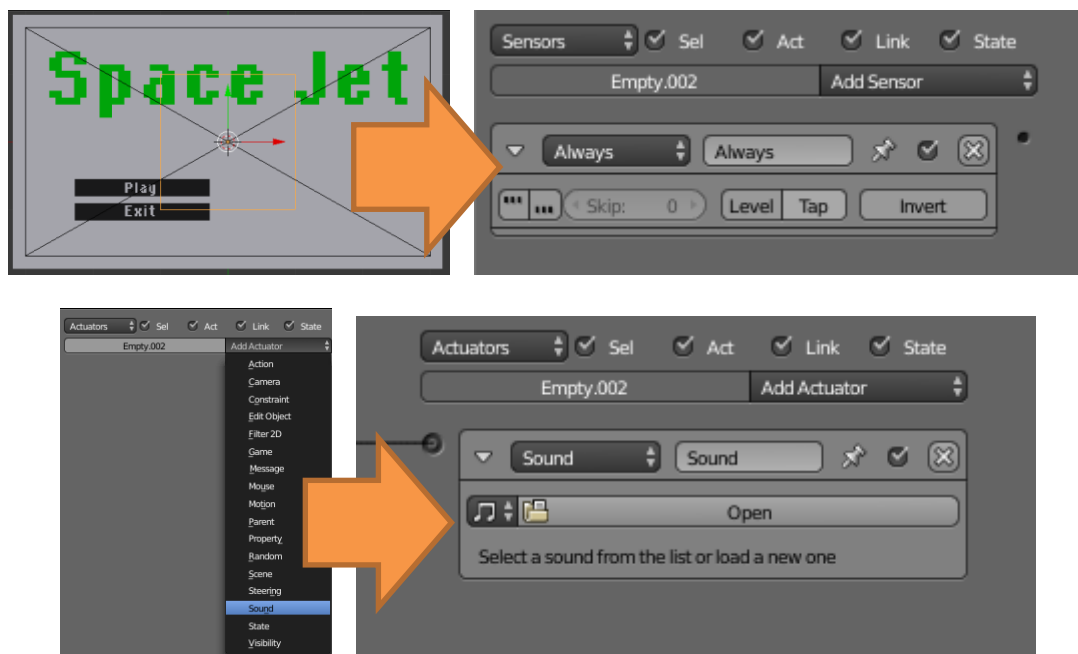 Space Jet
Play
Exit
Sensors Sel Act Link State
Empty.002 Add Sensor
Always Always
Skip: 0 Level Tap Invert
Actuators Sel Act Link State
Empty.002 Add Actuator
Action
Camera
Constraint
Edit Object
Filter 2D
Game
Message
Mouse
Motion
Parent
Property
Random
Scene
Steering
Sound
State
Visibility
Actuators Sel Act Link State
Empty.002 Add Actuator
Sound Sound
Open
Select a sound from the list or load a new one